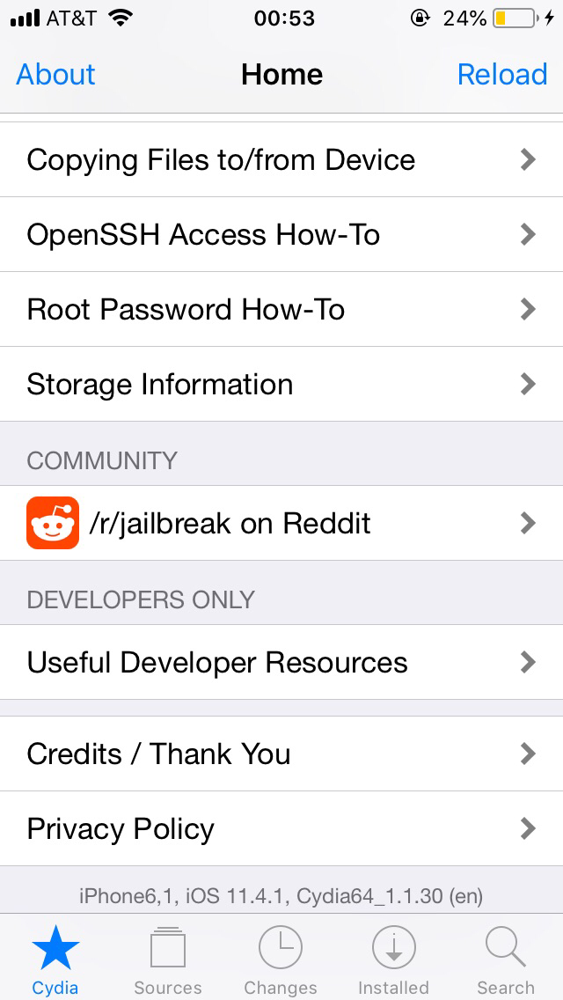 AT&T 00:53 24%
About Home Reload
Copying Files to/from Device
OpenSSH Access How-To
Root Password How-To
Storage Information
COMMUNITY
/r/jailbreak on Reddit
DEVELOPERS ONLY
Useful Developer Resources
Credits / Thank You
Privacy Policy
iPhone6,1, iOS 11.4.1, Cydia64_1.1.30 (en)
Cydia Sources Changes Installed Search